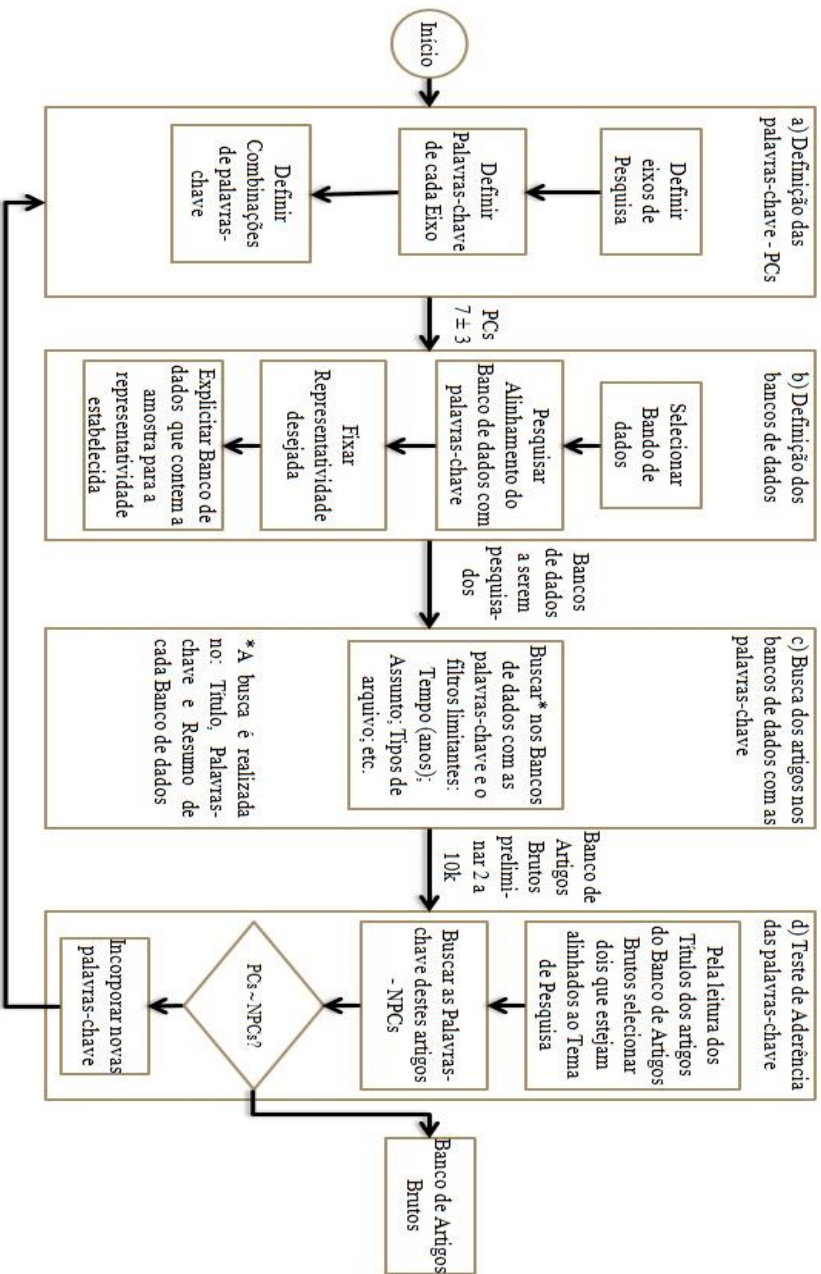 Início
a) Definição das
palavras-chave - PCs
Definir
eixos de
Pesquisa
Definir
Palavras-chave
de cada Eixo
Definir
Combinações
de palavras-
chave
PCs
7 ± 3
b) Definição dos
bancos de dados
Selecionar
Bando de
dados
Pesquisar
Alinhamento do
Banco de dados com
palavras-chave
Fixar
Representatividade
desejada
Explicitar Banco de
dados que contem a
amostra para a
representatividade
estabelecida
Bancos
de dados
a serem
pesquisa-
dos
c) Busca dos artigos nos
bancos de dados com as
palavras-chave
Buscar* nos Bancos
de dados com as
palavras-chave e o
filtros limitantes:
Tempo (anos);
Assunto; Tipos de
arquivo; etc.
*A busca é realizada
no: Título, Palavras-
chave e Resumo de
cada Banco de dados
Banco de
Artigos
Brutos
prelimi-
nar 2 a
10k
d) Teste de Aderência
das palavras-chave
Pela leitura dos
Títulos dos artigos
do Banco de Artigos
Brutos selecionar
dois que estejam
alinhados ao Tema
de Pesquisa
Buscar as Palavras-
chave destes artigos
- NPCs
PCs~NPCs?
Incorporar novas
palavras-chave
Banco de Artigos
Brutos